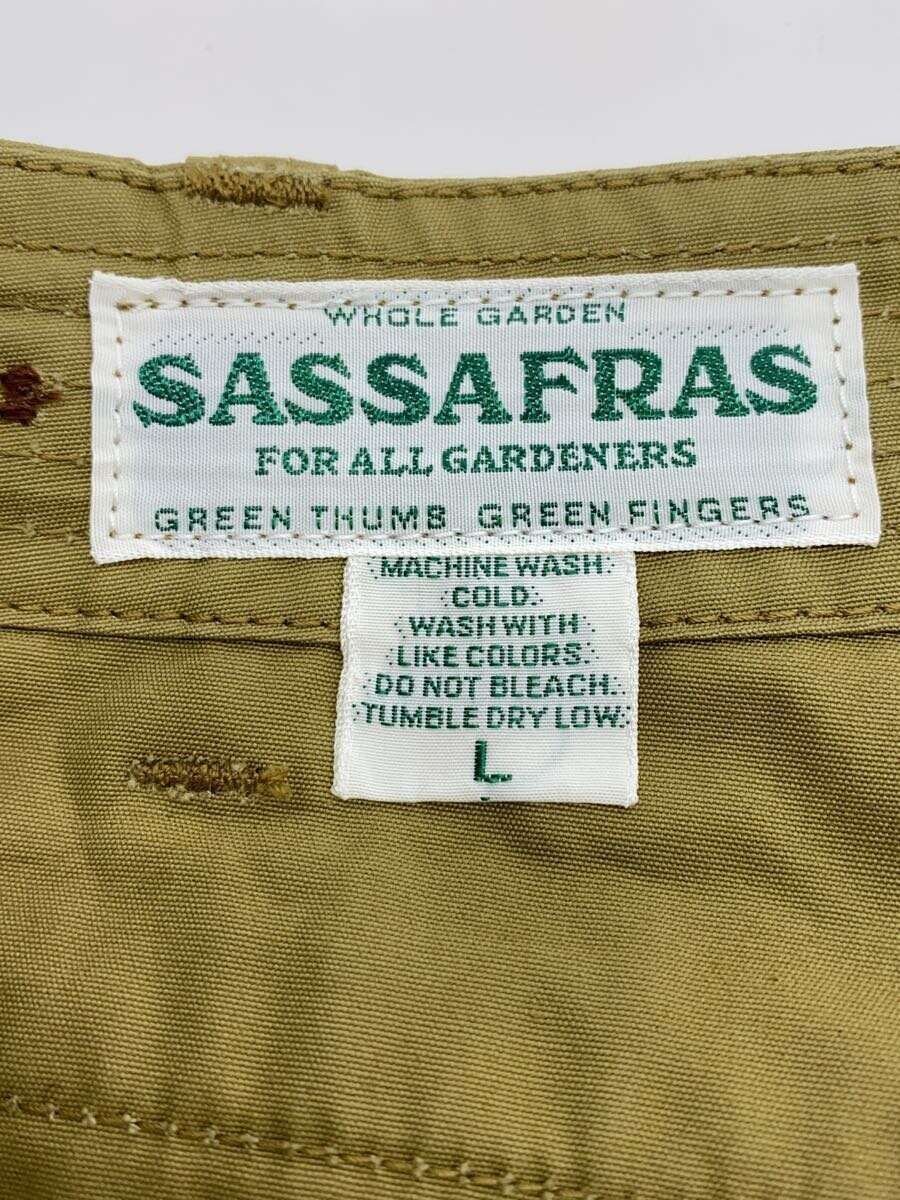 WHOLE GARDEN
SASSAFRAS
FOR ALL GARDENERS
GREEN THUMB GREEN FINGERS
MACHINE WASH
COLD.
WASH WITH
LIKE COLORS.
DO NOT BLEACH.
TUMBLE DRY LOW.
L